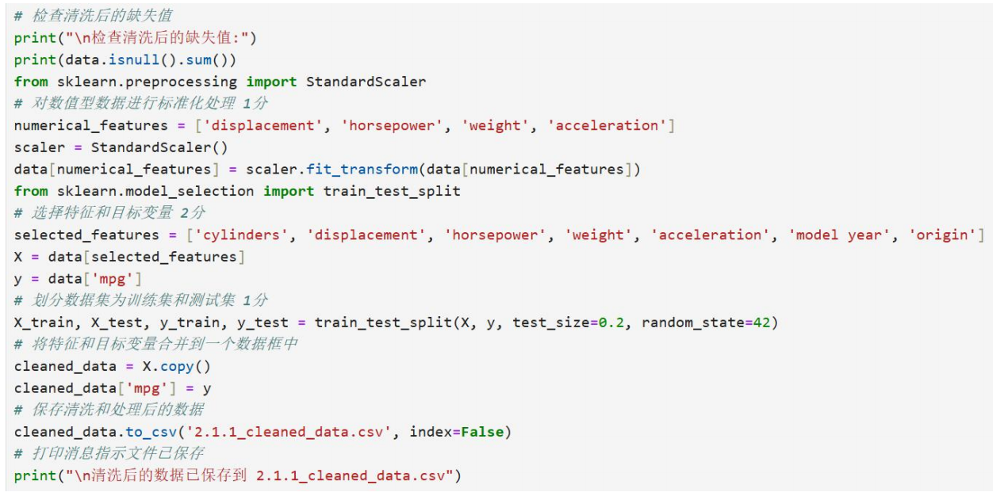 # 检查清洗后的缺失值
print("\n检查清洗后的缺失值:")
print(data.isnull().sum())
from sklearn.preprocessing import StandardScaler
# 对数值型数据进行标准化处理 1分
numerical_features = ['displacement', 'horsepower', 'weight', 'acceleration']
scaler = StandardScaler()
data[numerical_features] = scaler.fit_transform(data[numerical_features])
from sklearn.model_selection import train_test_split
# 选择特征和目标变量 2分
selected_features = ['cylinders', 'displacement', 'horsepower', 'weight', 'acceleration', 'model year', 'origin']
X = data[selected_features]
y = data['mpg']
# 划分数据集为训练集和测试集 1分
X_train, X_test, y_train, y_test = train_test_split(X, y, test_size=0.2, random_state=42)
# 将特征和目标变量合并到一个数据框中
cleaned_data = X.copy()
cleaned_data['mpg'] = y
# 保存清洗和处理后的数据
cleaned_data.to_csv('2.1.1_cleaned_data.csv', index=False)
# 打印消息指示文件已保存
print("\n清洗后的数据已保存到 2.1.1_cleaned_data.csv")